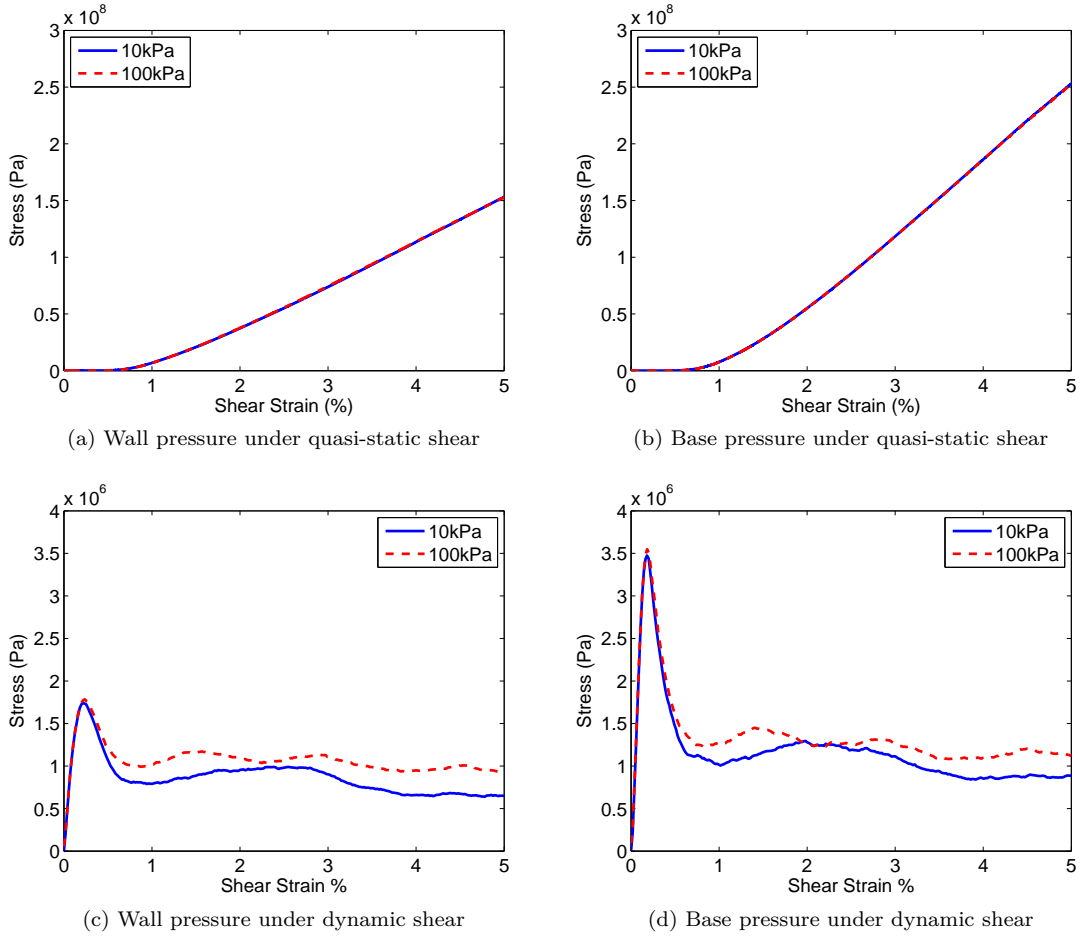 x 10^8
3
2.5
2
1.5
1
0.5
0
Stress (Pa)
10kPa
100kPa
0 1 2 3 4 5
Shear Strain (%)
(a) Wall pressure under quasi-static shear
x 10^8
3
2.5
2
1.5
1
0.5
0
Stress (Pa)
10kPa
100kPa
0 1 2 3 4 5
Shear Strain (%)
(b) Base pressure under quasi-static shear
x 10^6
4
3.5
3
2.5
2
1.5
1
0.5
0
Stress (Pa)
10kPa
100kPa
0 1 2 3 4 5
Shear Strain %
(c) Wall pressure under dynamic shear
x 10^6
4
3.5
3
2.5
2
1.5
1
0.5
0
Stress (Pa)
10kPa
100kPa
0 1 2 3 4 5
Shear Strain %
(d) Base pressure under dynamic shear